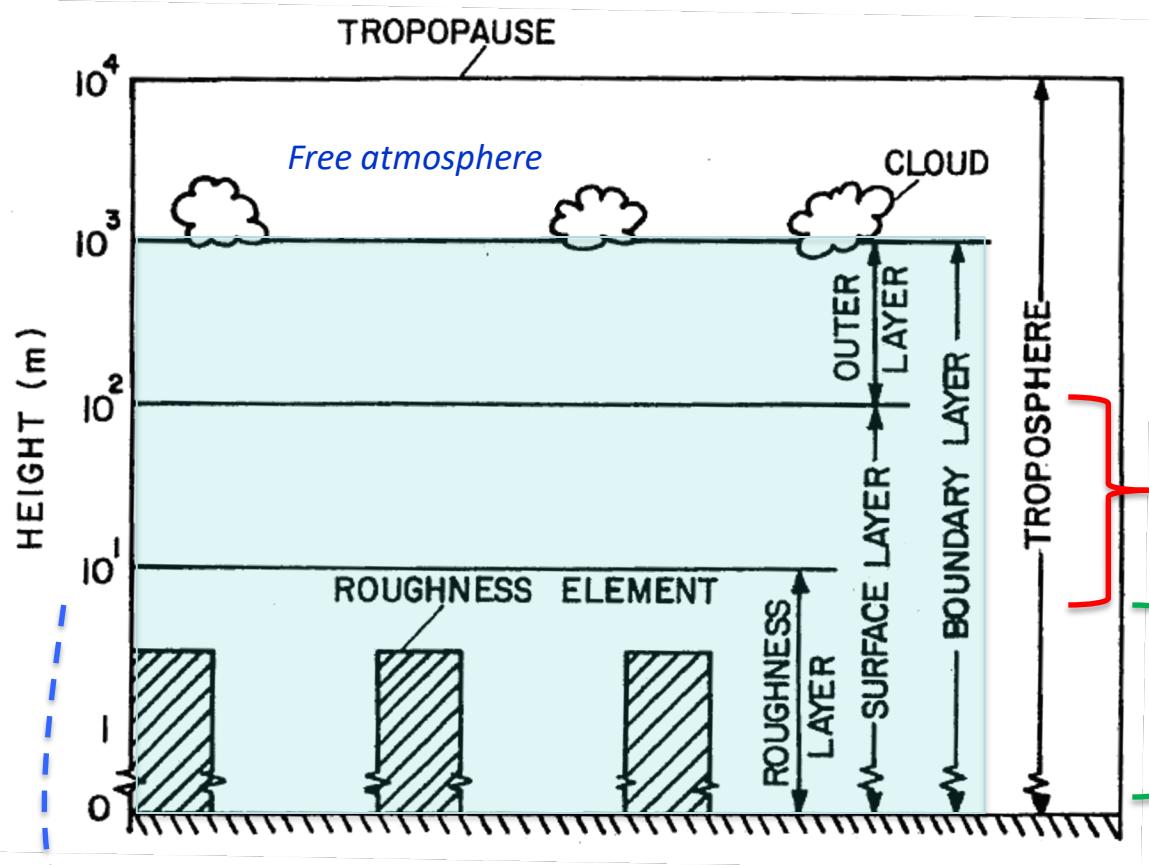 TROPOPAUSE
10⁴
Free atmosphere
CLOUD
10³
OUTER
LAYER
HEIGHT (m)
10²
TROPOSPHERE
BOUNDARY LAYER
SURFACE LAYER
10¹
ROUGHNESS ELEMENT
ROUGHNESS
LAYER
1
0